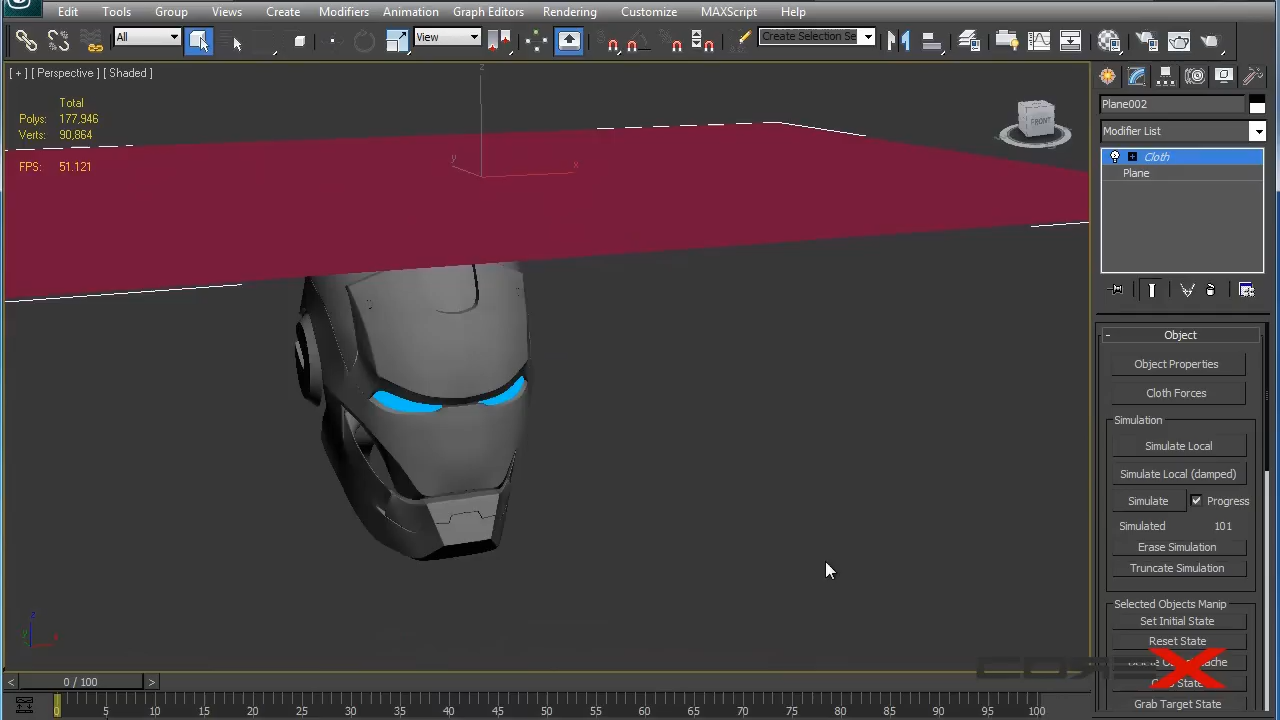 Edit Tools Group Views Create Modifiers Animation Graph Editors Rendering Customize MAXScript Help
All View Create Selection Se
[ + ] [ Perspective ] [ Shaded ]
Plane002
Total
Polys: 177,946
Verts: 90,864
FPS: 51.121
z
y x
FRONT
Modifier List
Cloth
Plane
- Object
Object Properties
Cloth Forces
Simulation
Simulate Local
Simulate Local (damped)
Simulate Progress
Simulated 101
Erase Simulation
Truncate Simulation
Selected Objects Manip
Set Initial State
Reset State
Grab Target State
z
y x
< 0 / 100 >
0 5 10 15 20 25 30 35 40 45 50 55 60 65 70 75 80 85 90 95 100